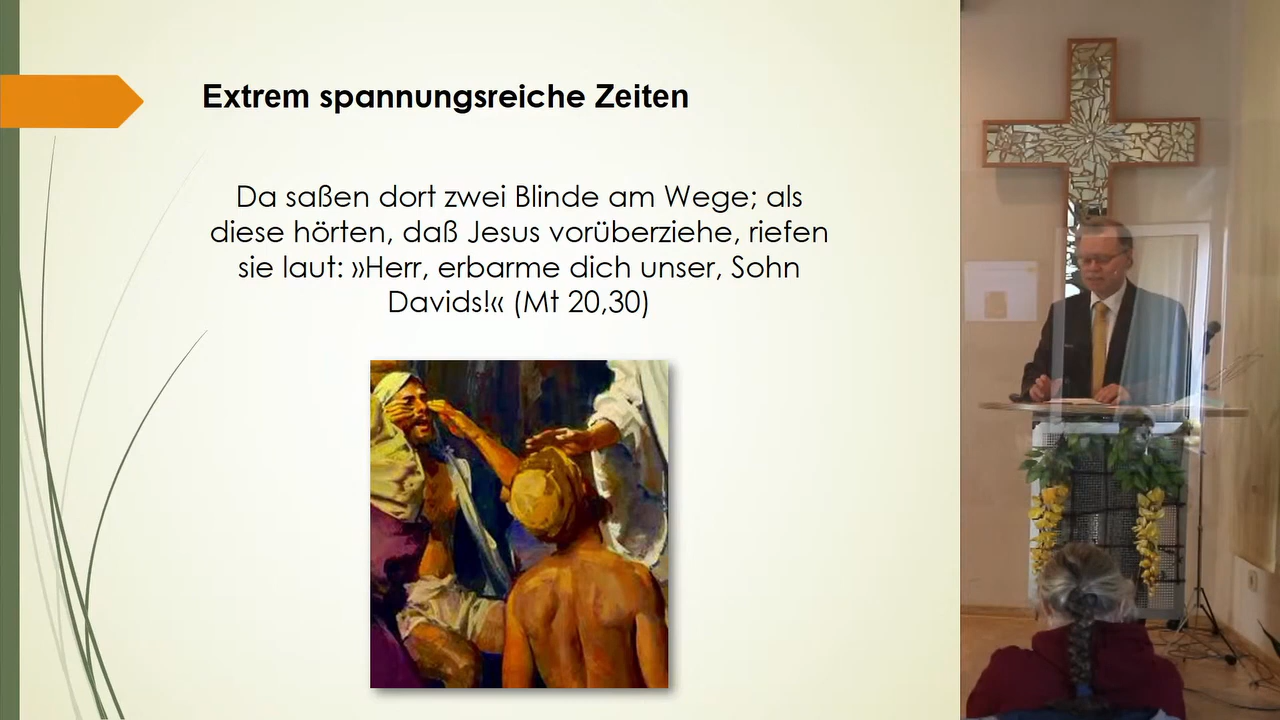 Extrem spannungsreiche Zeiten
Da saßen dort zwei Blinde am Wege; als
diese hörten, daß Jesus vorüberziehe, riefen
sie laut: »Herr, erbarme dich unser, Sohn
Davids!« (Mt 20,30)